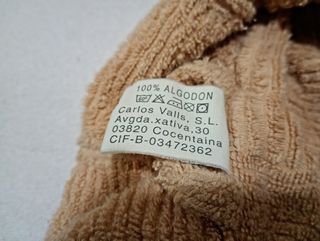 100% ALGODON
Carlos Valls, S.L.
Avgda.xativa,30
03820 Cocentaina
CIF-B-03472362